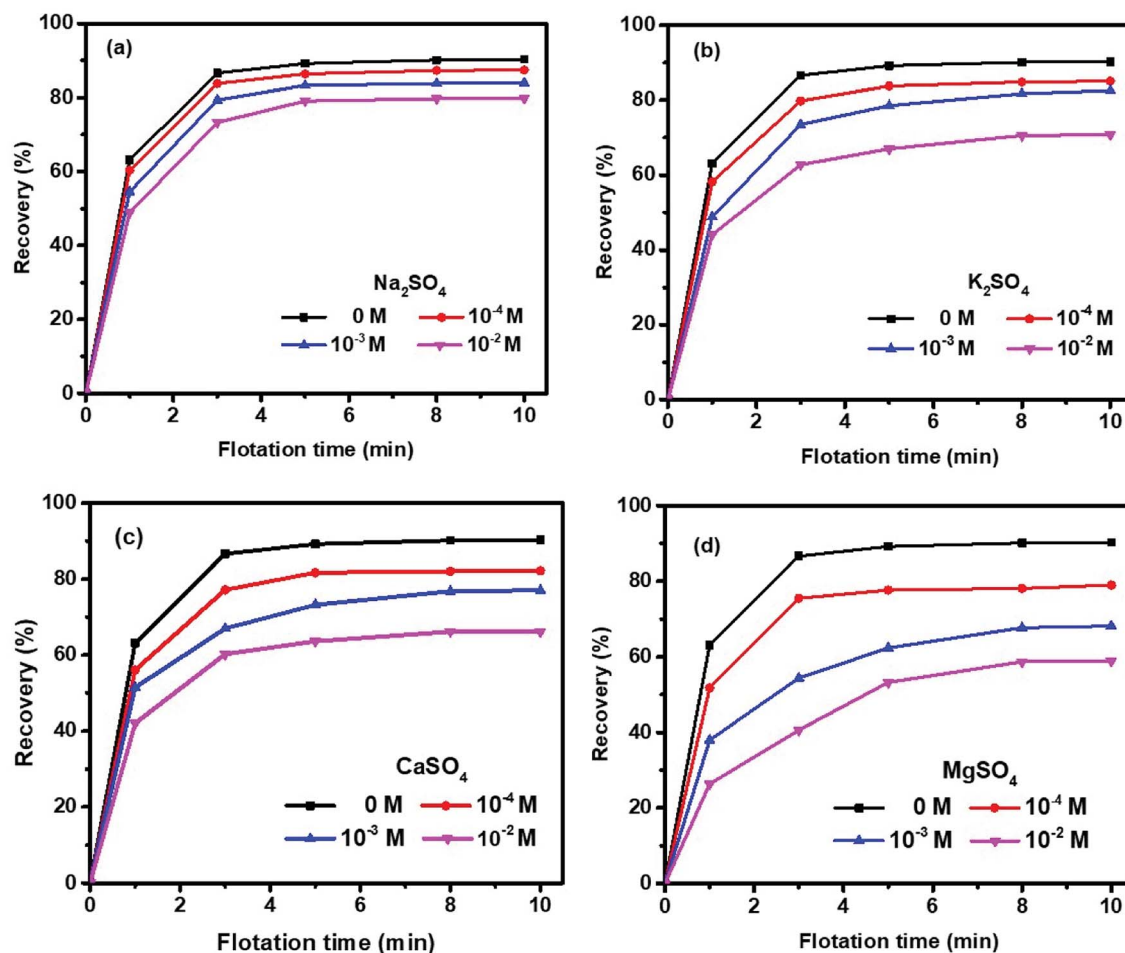 (a)
Recovery (%)
100
80
60
40
20
0
Na₂SO₄
0 M 10⁻⁴ M
10⁻³ M 10⁻² M
0 2 4 6 8 10
Flotation time (min)
(b)
Recovery (%)
100
80
60
40
20
0
K₂SO₄
0 M 10⁻⁴ M
10⁻³ M 10⁻² M
0 2 4 6 8 10
Flotation time (min)
(c)
Recovery (%)
100
80
60
40
20
0
CaSO₄
0 M 10⁻⁴ M
10⁻³ M 10⁻² M
0 2 4 6 8 10
Flotation time (min)
(d)
Recovery (%)
100
80
60
40
20
0
MgSO₄
0 M 10⁻⁴ M
10⁻³ M 10⁻² M
0 2 4 6 8 10
Flotation time (min)